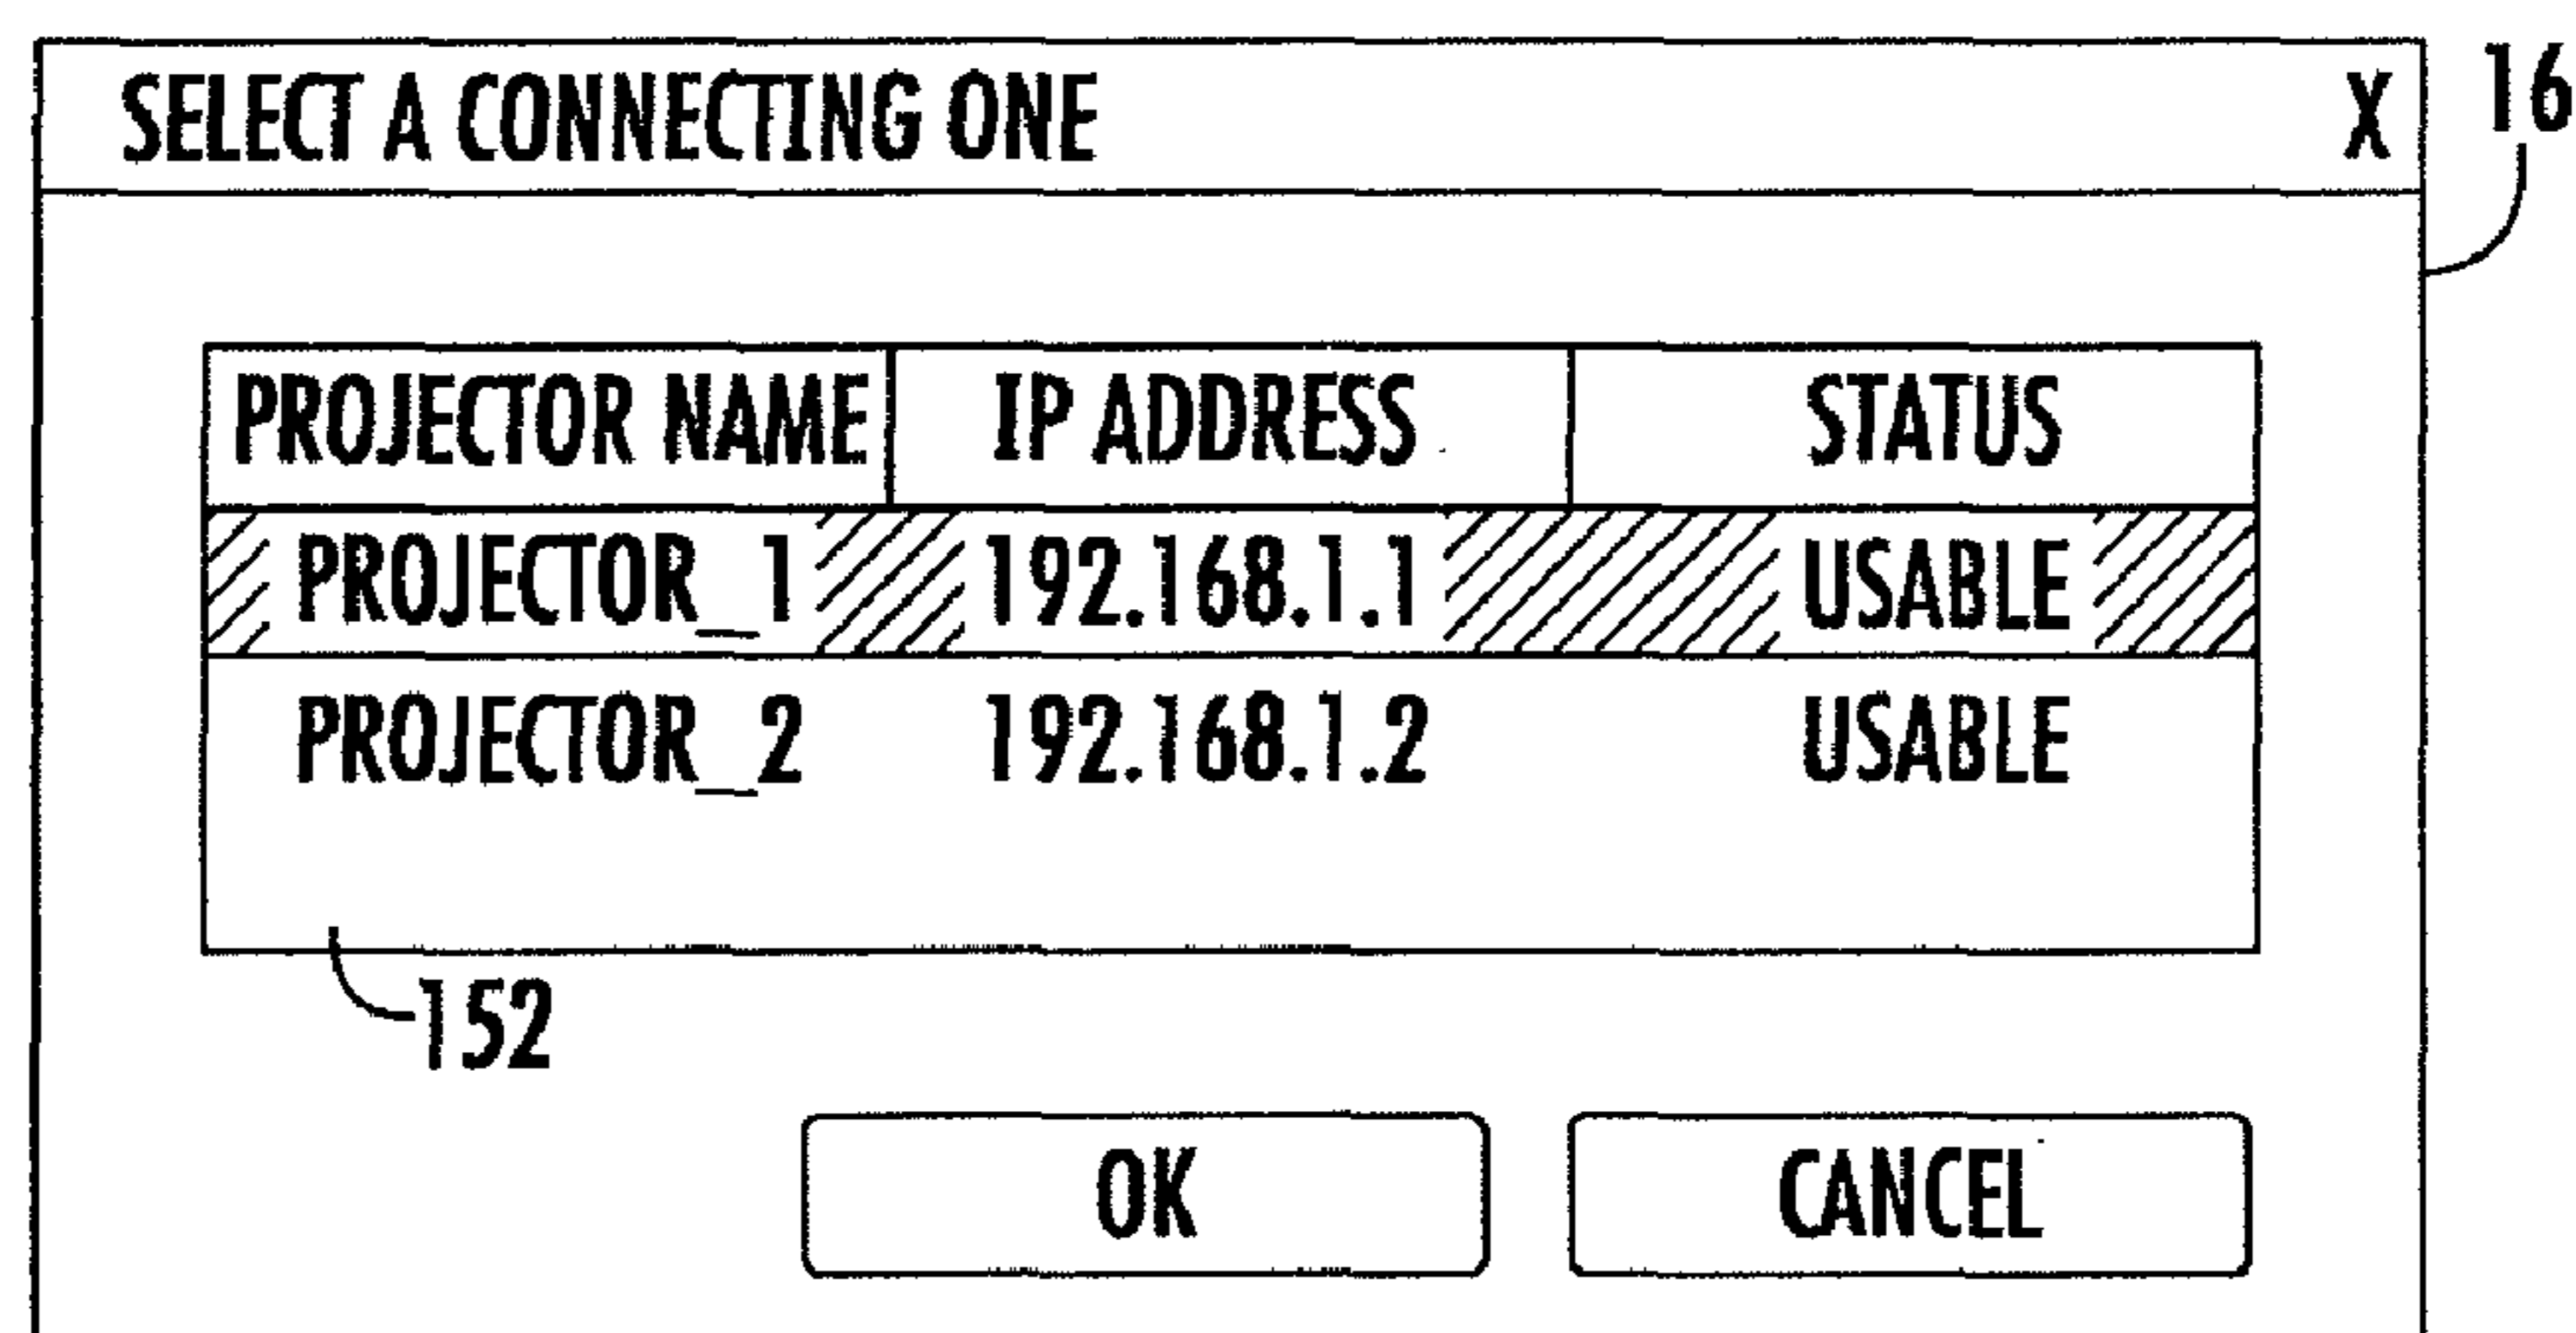 SELECT A CONNECTING ONE X 16
PROJECTOR NAME IP ADDRESS STATUS
PROJECTOR_1 192.168.1.1 USABLE
PROJECTOR_2 192.168.1.2 USABLE
152
OK CANCEL